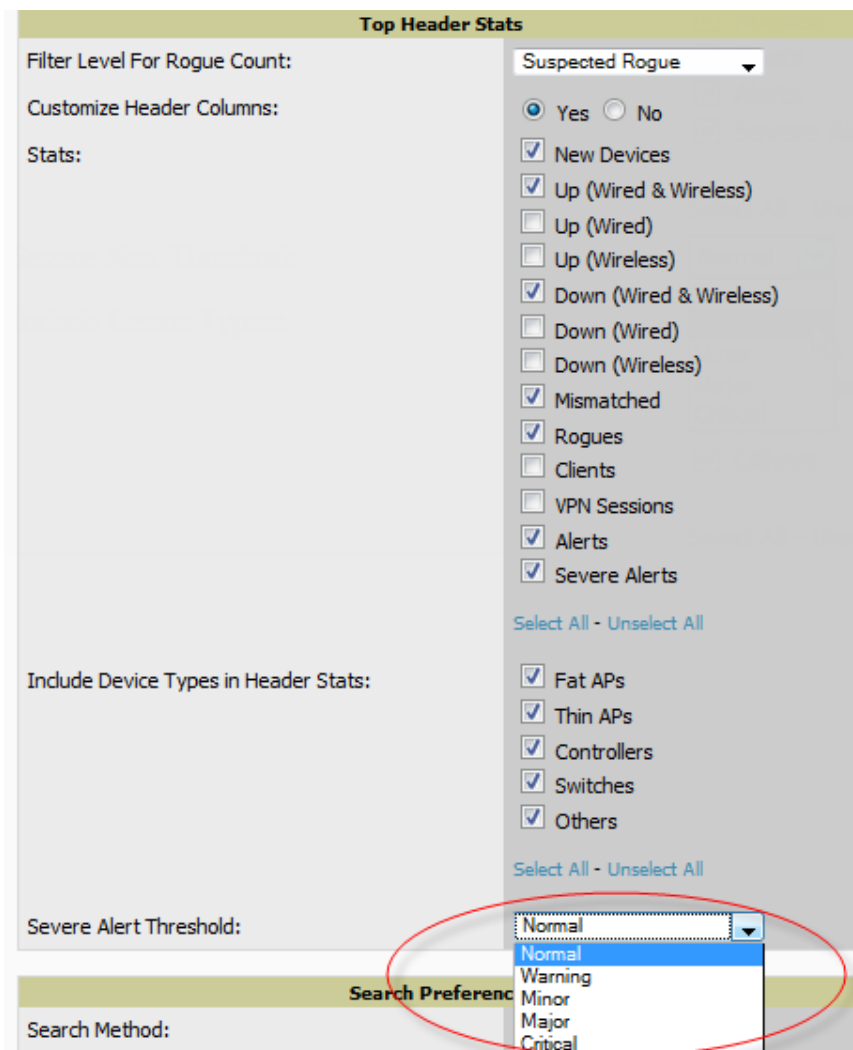 Top Header Stats
Filter Level For Rogue Count: Suspected Rogue
Customize Header Columns: Yes No
Stats: New Devices
Up (Wired & Wireless)
Up (Wired)
Up (Wireless)
Down (Wired & Wireless)
Down (Wired)
Down (Wireless)
Mismatched
Rogues
Clients
VPN Sessions
Alerts
Severe Alerts
Select All - Unselect All
Include Device Types in Header Stats: Fat APs
Thin APs
Controllers
Switches
Others
Select All - Unselect All
Severe Alert Threshold: Normal
Normal
Warning
Search Preferenc Minor
Major
Search Method:
Critical